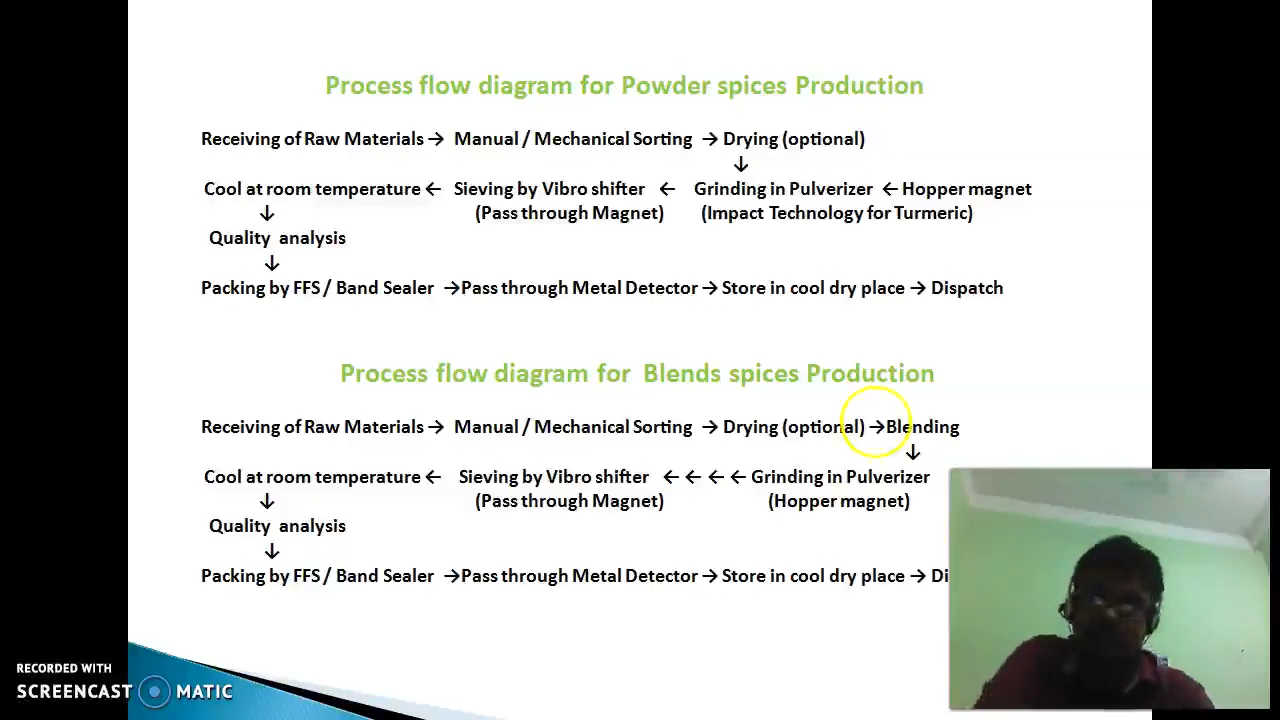 Process flow diagram for Powder spices Production
Receiving of Raw Materials → Manual / Mechanical Sorting → Drying (optional)
↓
Cool at room temperature ← Sieving by Vibro shifter ← Grinding in Pulverizer ← Hopper magnet
↓ (Pass through Magnet) (Impact Technology for Turmeric)
Quality analysis
↓
Packing by FFS / Band Sealer →Pass through Metal Detector → Store in cool dry place → Dispatch
Process flow diagram for Blends spices Production
Receiving of Raw Materials → Manual / Mechanical Sorting → Drying (optional) →Blending
↓
Cool at room temperature ← Sieving by Vibro shifter ← ← ← ← Grinding in Pulverizer
↓ (Pass through Magnet) (Hopper magnet)
Quality analysis
↓
Packing by FFS / Band Sealer →Pass through Metal Detector → Store in cool dry place → Di
RECORDED WITH
SCREENCAST MATIC